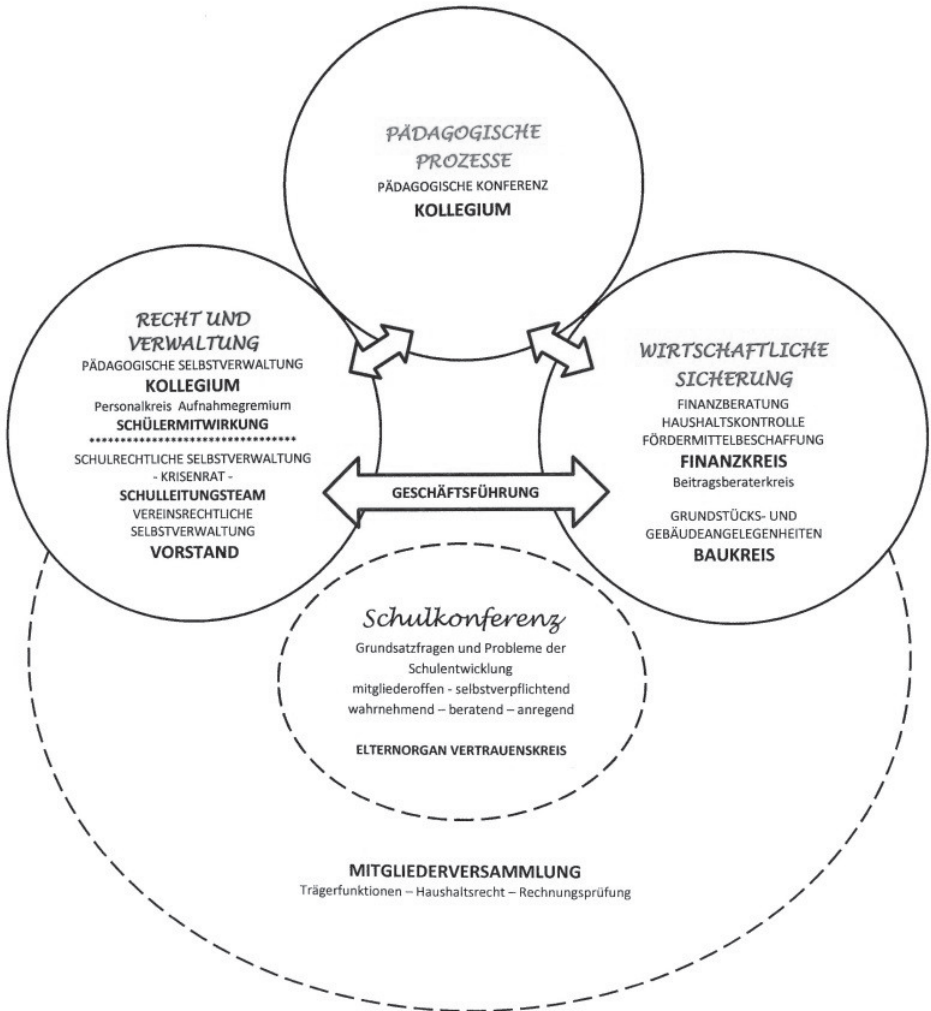 PÄDAGOGISCHE
PROZESSE
PÄDAGOGISCHE KONFERENZ
KOLLEGIUM
RECHT UND
VERWALTUNG
PÄDAGOGISCHE SELBSTVERWALTUNG
KOLLEGIUM
Personalkreis Aufnahmegremium
SCHÜLERMITWIRKUNG
********************************
SCHULRECHTLICHE SELBSTVERWALTUNG
- KRISENRAT -
SCHULLEITUNGSTEAM
VEREINSRECHTLICHE
SELBSTVERWALTUNG
VORSTAND
WIRTSCHAFTLICHE
SICHERUNG
FINANZBERATUNG
HAUSHALTSKONTROLLE
FÖRDERMITTELBESCHAFFUNG
FINANZKREIS
Beitragsberaterkreis
GRUNDSTÜCKS- UND
GEBÄUDEANGELEGENHEITEN
BAUKREIS
GESCHÄFTSFÜHRUNG
Schulkonferenz
Grundsatzfragen und Probleme der
Schulentwicklung
mitgliederoffen - selbstverpflichtend
wahrnehmend – beratend – anregend
ELTERNORGAN VERTRAUENSKREIS
MITGLIEDERVERSAMMLUNG
Trägerfunktionen – Haushaltsrecht – Rechnungsprüfung